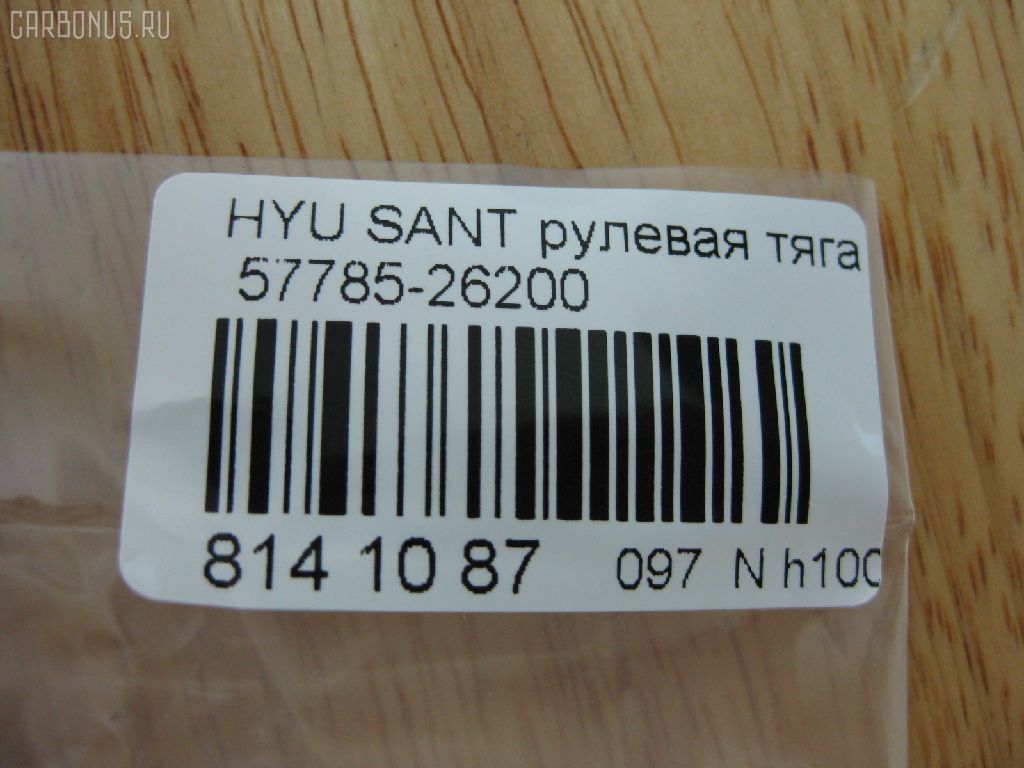 CARBONUS.RU
HYU SANT рулевая тяга
57785-26200
814 10 87 097 N h100